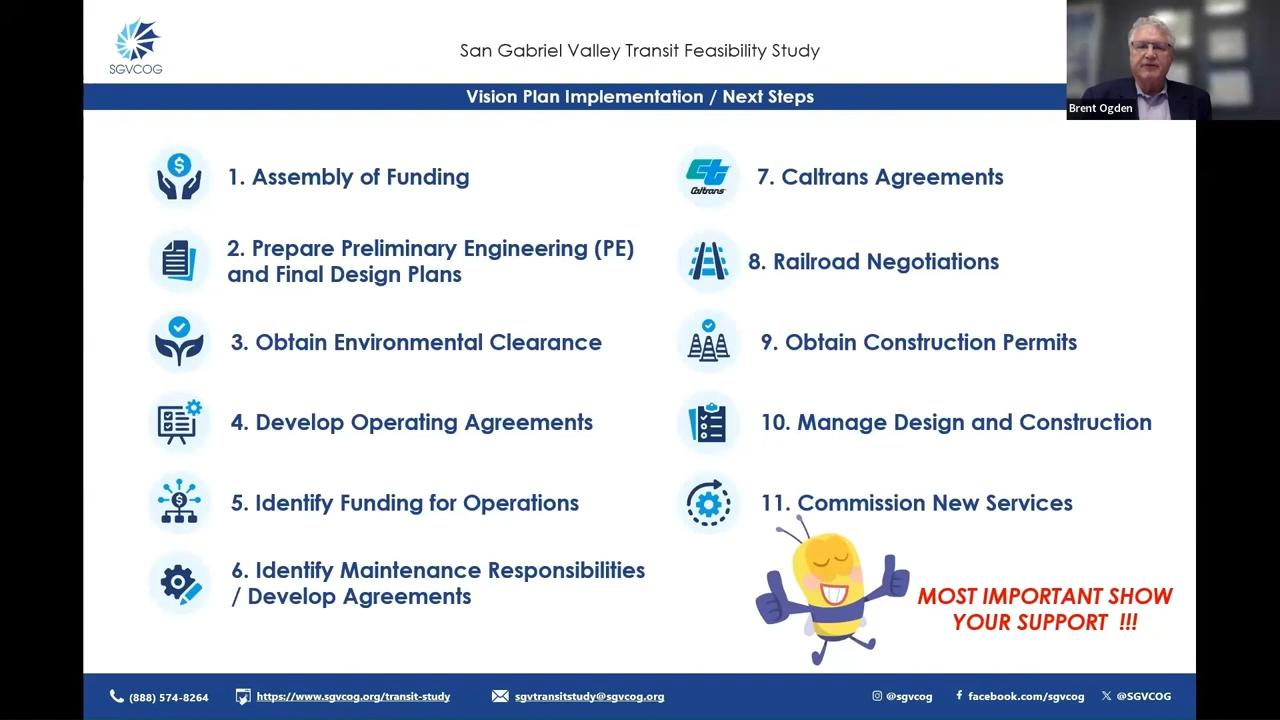 SGVCOG
San Gabriel Valley Transit Feasibility Study
Vision Plan Implementation / Next Steps
Brent Ogden
1. Assembly of Funding
2. Prepare Preliminary Engineering (PE)
and Final Design Plans
3. Obtain Environmental Clearance
4. Develop Operating Agreements
5. Identify Funding for Operations
6. Identify Maintenance Responsibilities
/ Develop Agreements
Caltrans
7. Caltrans Agreements
8. Railroad Negotiations
9. Obtain Construction Permits
10. Manage Design and Construction
11. Commission New Services
MOST IMPORTANT SHOW
YOUR SUPPORT !!!
(888) 574-8264
https://www.sgvcog.org/transit-study
sgvtransitstudy@sgvcog.org
@sgvcog
facebook.com/sgvcog
@SGVCOG